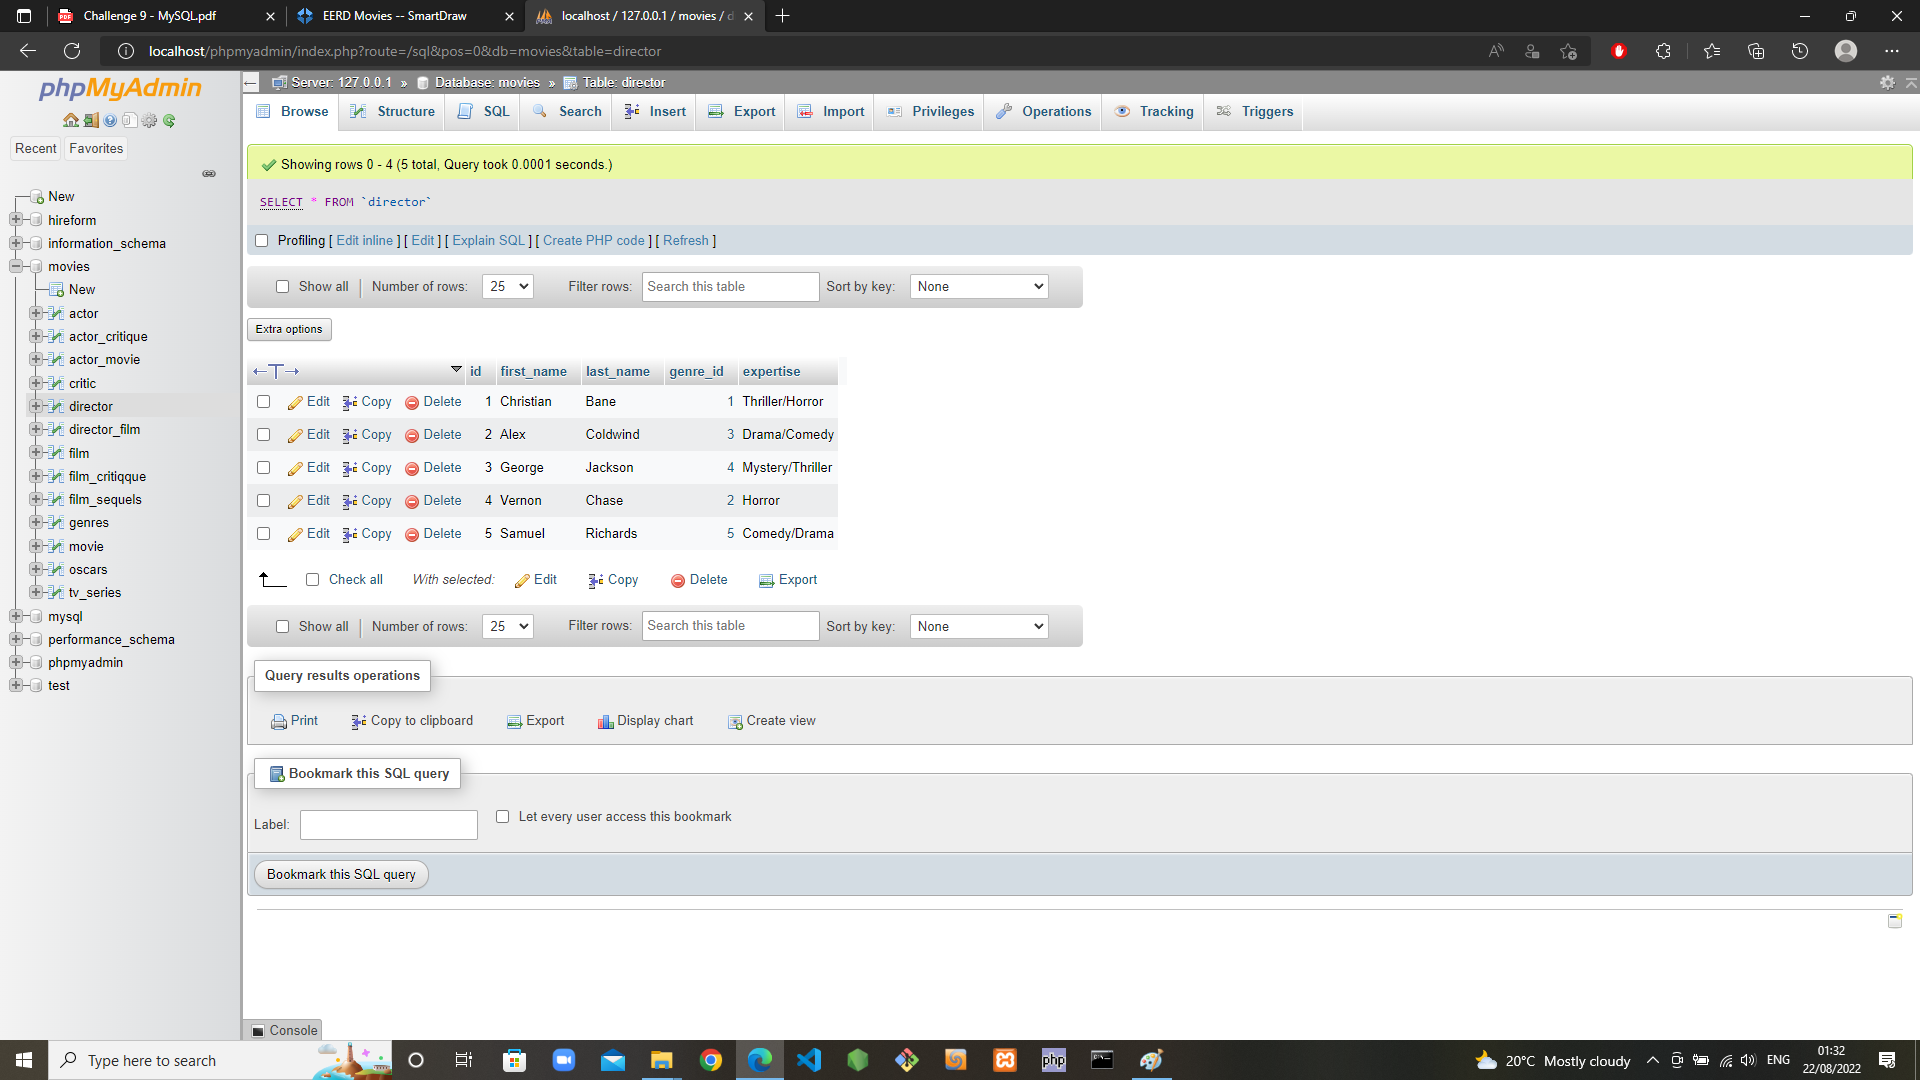 Challenge 9 - MySQL.pdf
EERD Movies -- SmartDraw
localhost / 127.0.0.1 / movies / d
localhost/phpmyadmin/index.php?route=/sql&pos=0&db=movies&table=director
phpMyAdmin
Recent
Favorites
New
hireform
information_schema
movies
New
actor
actor_critique
actor_movie
critic
director
director_film
film
film_critiqque
film_sequels
genres
movie
oscars
tv_series
mysql
performance_schema
phpmyadmin
test
Server: 127.0.0.1 » Database: movies » Table: director
Browse Structure SQL Search Insert Export Import Privileges Operations Tracking Triggers
Showing rows 0 - 4 (5 total, Query took 0.0001 seconds.)
SELECT * FROM `director`
Profiling [ Edit inline ] [ Edit ] [ Explain SQL ] [ Create PHP code ] [ Refresh ]
Show all Number of rows: 25 Filter rows: Search this table Sort by key: None
Extra options
id first_name last_name genre_id expertise
Edit Copy Delete 1 Christian Bane 1 Thriller/Horror
Edit Copy Delete 2 Alex Coldwind 3 Drama/Comedy
Edit Copy Delete 3 George Jackson 4 Mystery/Thriller
Edit Copy Delete 4 Vernon Chase 2 Horror
Edit Copy Delete 5 Samuel Richards 5 Comedy/Drama
Check all With selected: Edit Copy Delete Export
Show all Number of rows: 25 Filter rows: Search this table Sort by key: None
Query results operations
Print Copy to clipboard Export Display chart Create view
Bookmark this SQL query
Label: Let every user access this bookmark
Bookmark this SQL query
Console
Type here to search
php
20°C Mostly cloudy
ENG
01:32
22/08/2022